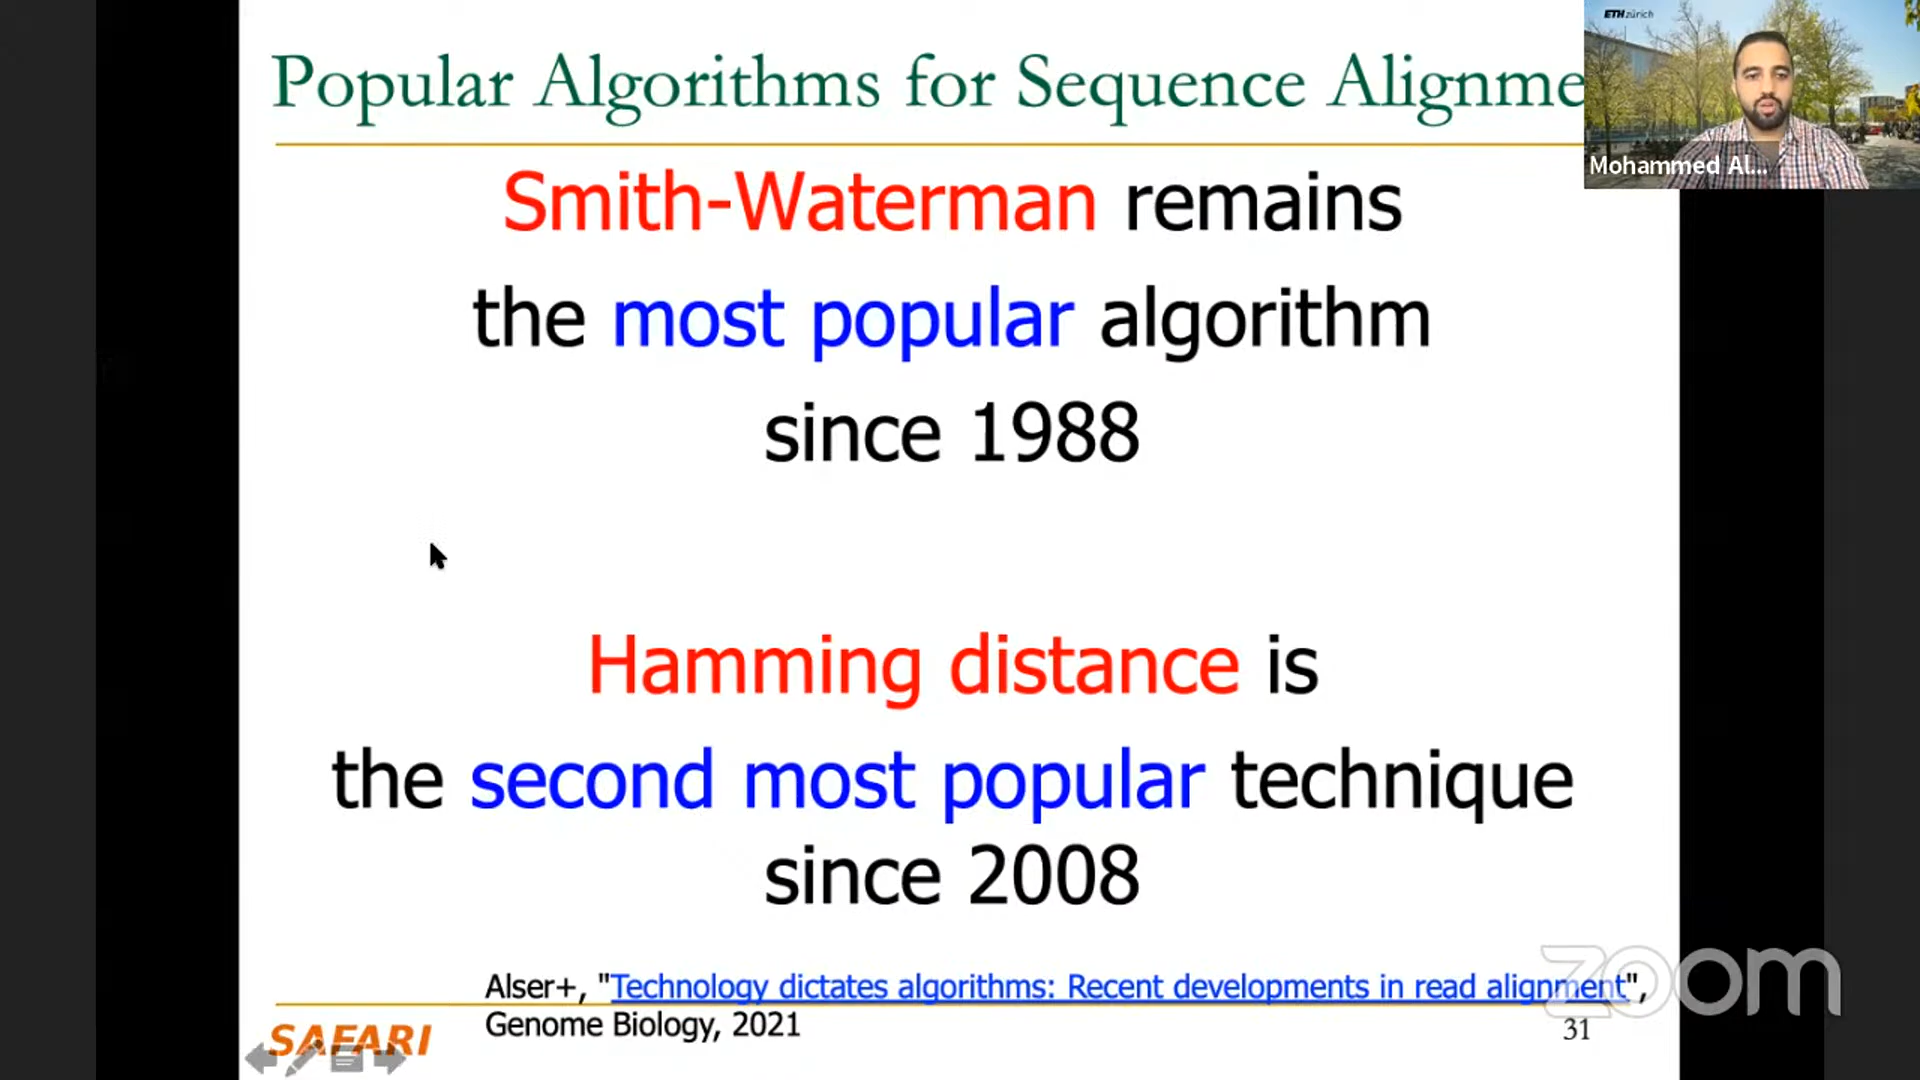 Popular Algorithms for Sequence Alignme
ETH zürich
Mohammed Al...
Smith-Waterman remains
the most popular algorithm
since 1988
Hamming distance is
the second most popular technique
since 2008
Alser+, "Technology dictates algorithms: Recent developments in read alignment",
Genome Biology, 2021
SAFARI
31
zoom